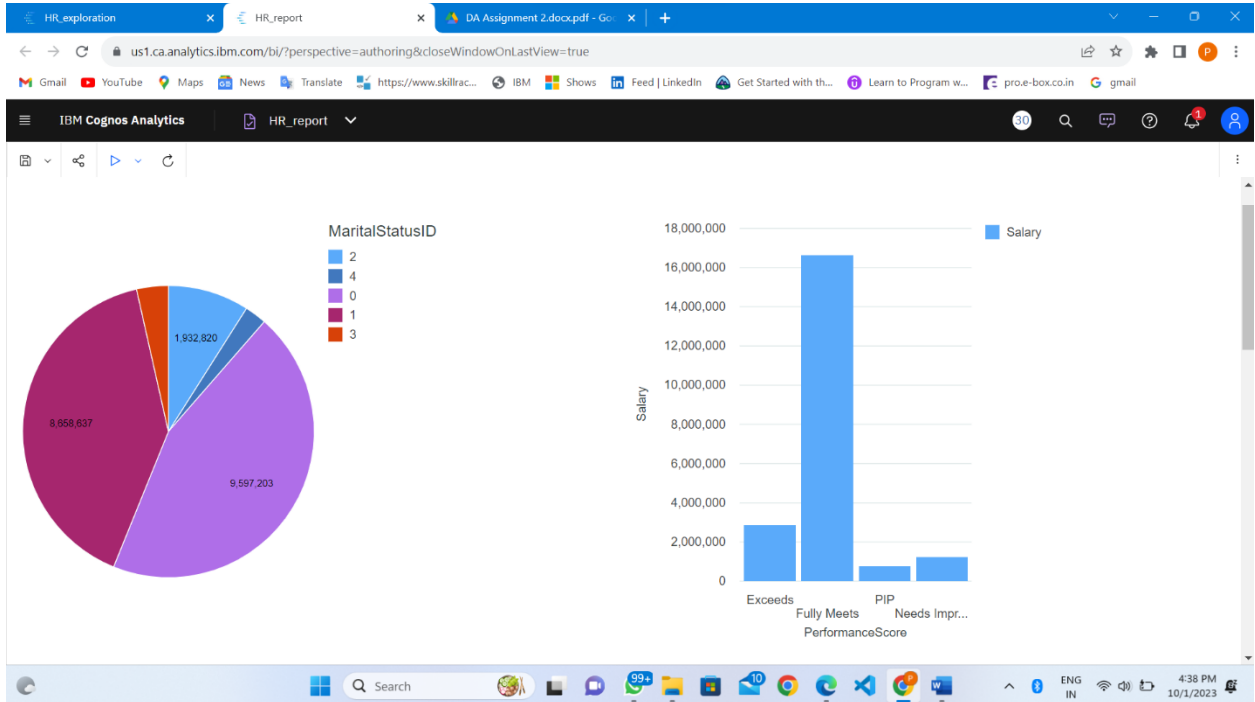 HR_exploration
HR_report
DA Assignment 2.docx.pdf - Goo
us1.ca.analytics.ibm.com/bi/?perspective=authoring&closeWindowOnLastView=true
P
Gmail YouTube Maps News Translate https://www.skillrac... IBM Shows Feed | LinkedIn Get Started with th... Learn to Program w... pro.e-box.co.in gmail
IBM Cognos Analytics HR_report 30 1
MaritalStatusID
2
4
0
1
3
1,932,820
8,658,637
9,597,203
18,000,000
16,000,000
14,000,000
12,000,000
10,000,000
8,000,000
6,000,000
4,000,000
2,000,000
0
Salary
Salary
Exceeds
Fully Meets
PIP
Needs Impr...
PerformanceScore
Search
99+
10
ENG
IN
4:38 PM
10/1/2023